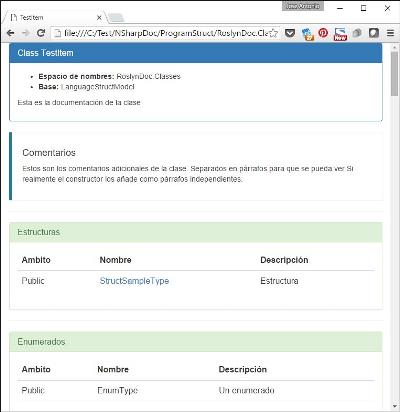 José Antonio
TestItem
file:///C:/Test/NSharpDoc/ProgramStruct/RoslynDoc.Cla
New
Class TestItem
Espacio de nombres: RoslynDoc.Classes
Base: LanguageStructModel
Esta es la documentación de la clase
Comentarios
Estos son los comentarios adicionales de la clase. Separados en párrafos para que se pueda ver Si
realmente el constructor los añade como párrafos independientes.
Estructuras
Ambito Nombre Descripción
Public StructSampleType Estructura
Enumerados
Ambito Nombre Descripción
Public EnumType Un enumerado